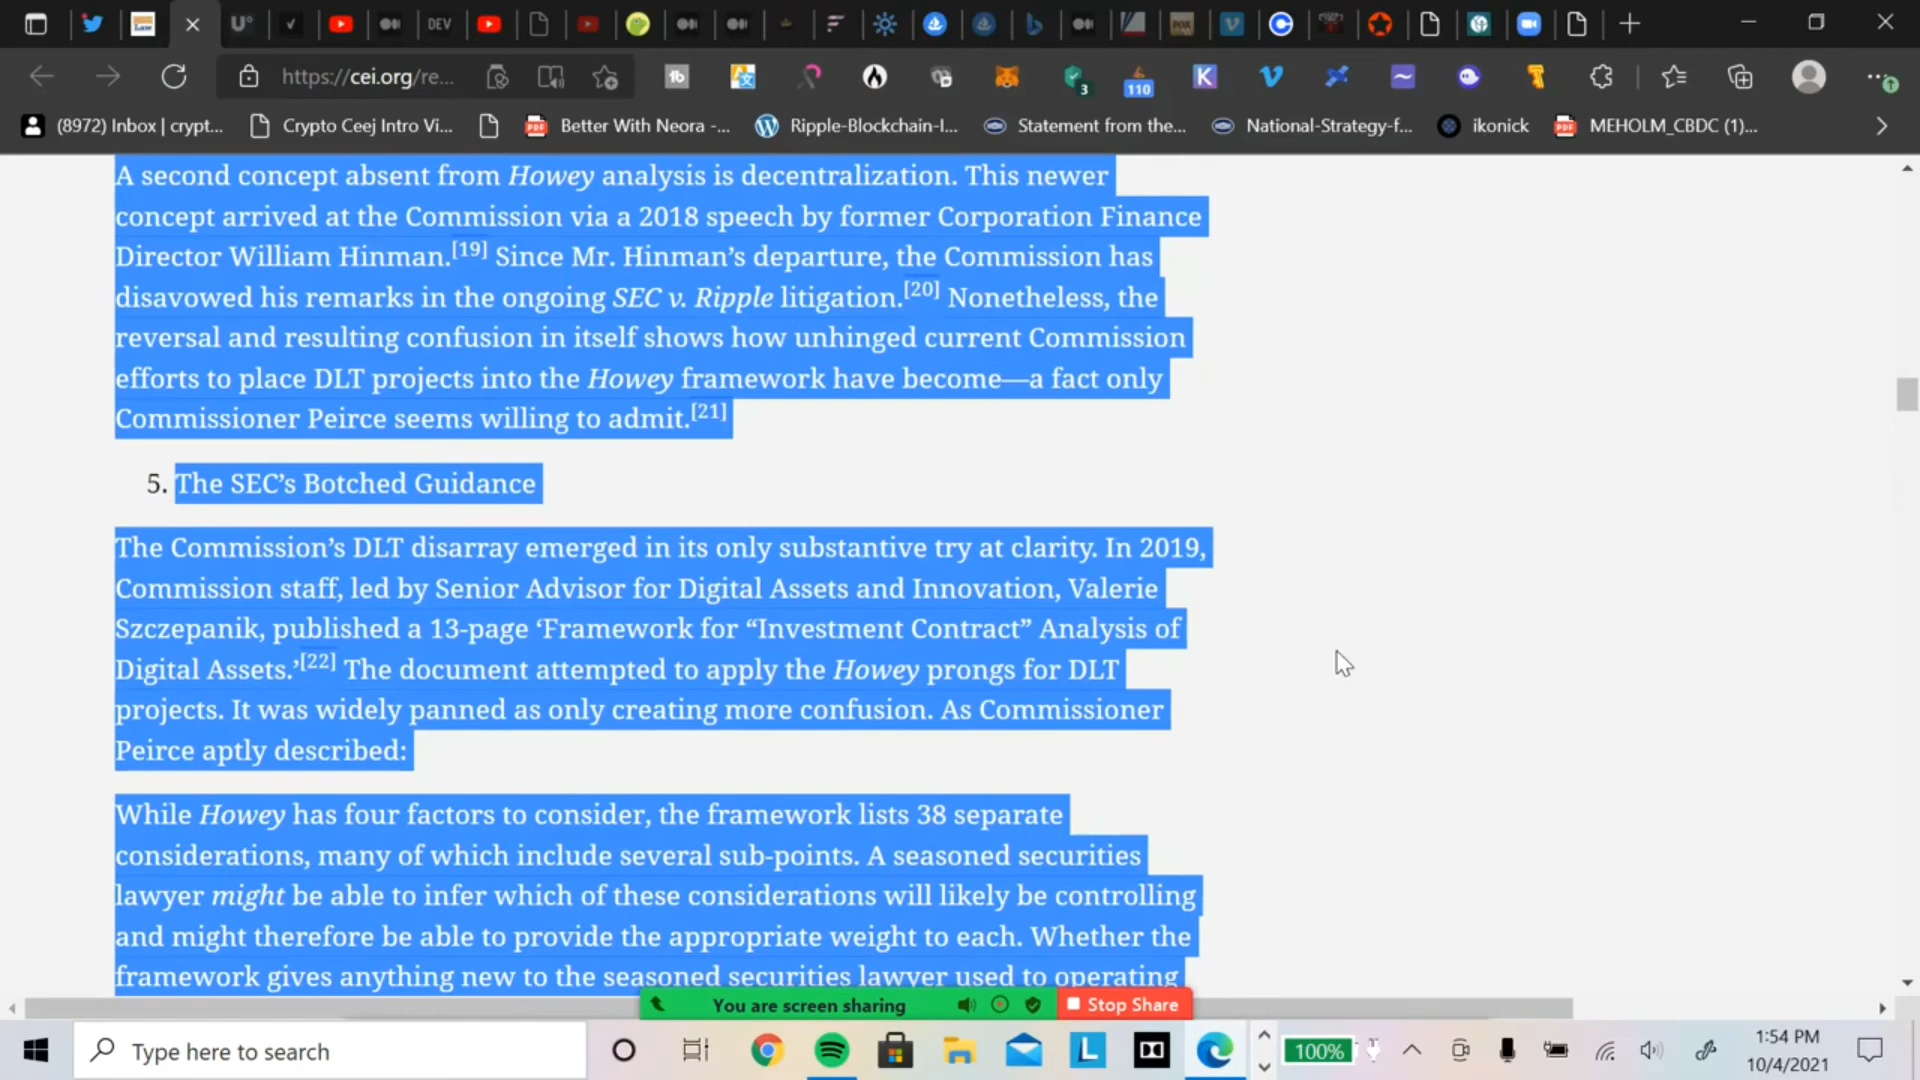 DEV
https://cei.org/re...
3
110
(8972) Inbox | crypt...
Crypto Ceej Intro Vi...
Better With Neora -...
Ripple-Blockchain-I...
Statement from the...
National-Strategy-f...
ikonick
MEHOLM_CBDC (1)...
A second concept absent from Howey analysis is decentralization. This newer
concept arrived at the Commission via a 2018 speech by former Corporation Finance
Director William Hinman.[19] Since Mr. Hinman’s departure, the Commission has
disavowed his remarks in the ongoing SEC v. Ripple litigation.[20] Nonetheless, the
reversal and resulting confusion in itself shows how unhinged current Commission
efforts to place DLT projects into the Howey framework have become—a fact only
Commissioner Peirce seems willing to admit.[21]
5. The SEC’s Botched Guidance
The Commission’s DLT disarray emerged in its only substantive try at clarity. In 2019,
Commission staff, led by Senior Advisor for Digital Assets and Innovation, Valerie
Szczepanik, published a 13-page ‘Framework for “Investment Contract” Analysis of
Digital Assets.’[22] The document attempted to apply the Howey prongs for DLT
projects. It was widely panned as only creating more confusion. As Commissioner
Peirce aptly described:
While Howey has four factors to consider, the framework lists 38 separate
considerations, many of which include several sub-points. A seasoned securities
lawyer might be able to infer which of these considerations will likely be controlling
and might therefore be able to provide the appropriate weight to each. Whether the
framework gives anything new to the seasoned securities lawyer used to operating
You are screen sharing
Stop Share
Type here to search
100%
1:54 PM
10/4/2021